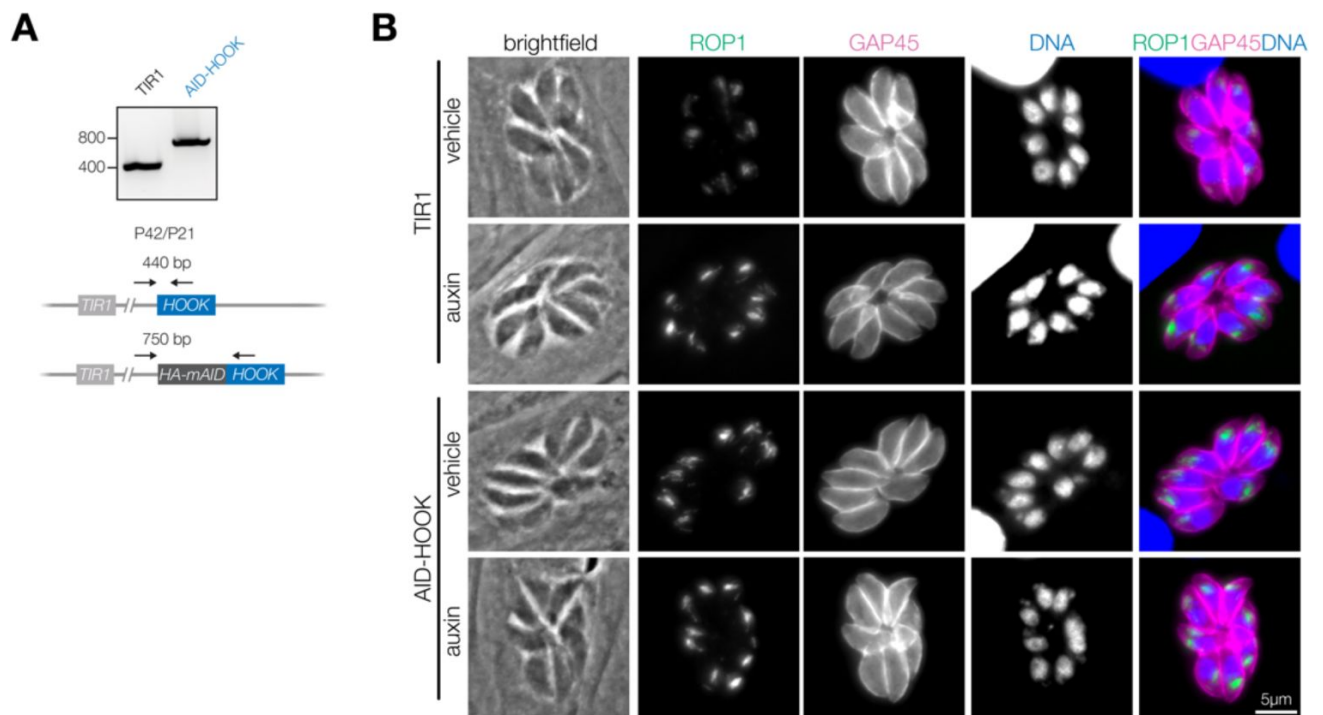 A
TIR1
AID-HOOK
800
400
P42/P21
440 bp
TIR1
HOOK
750 bp
TIR1
HA-mAID
HOOK
B
brightfield
ROP1
GAP45
DNA
ROP1GAP45DNA
TIR1
vehicle
auxin
AID-HOOK
vehicle
auxin
5µm